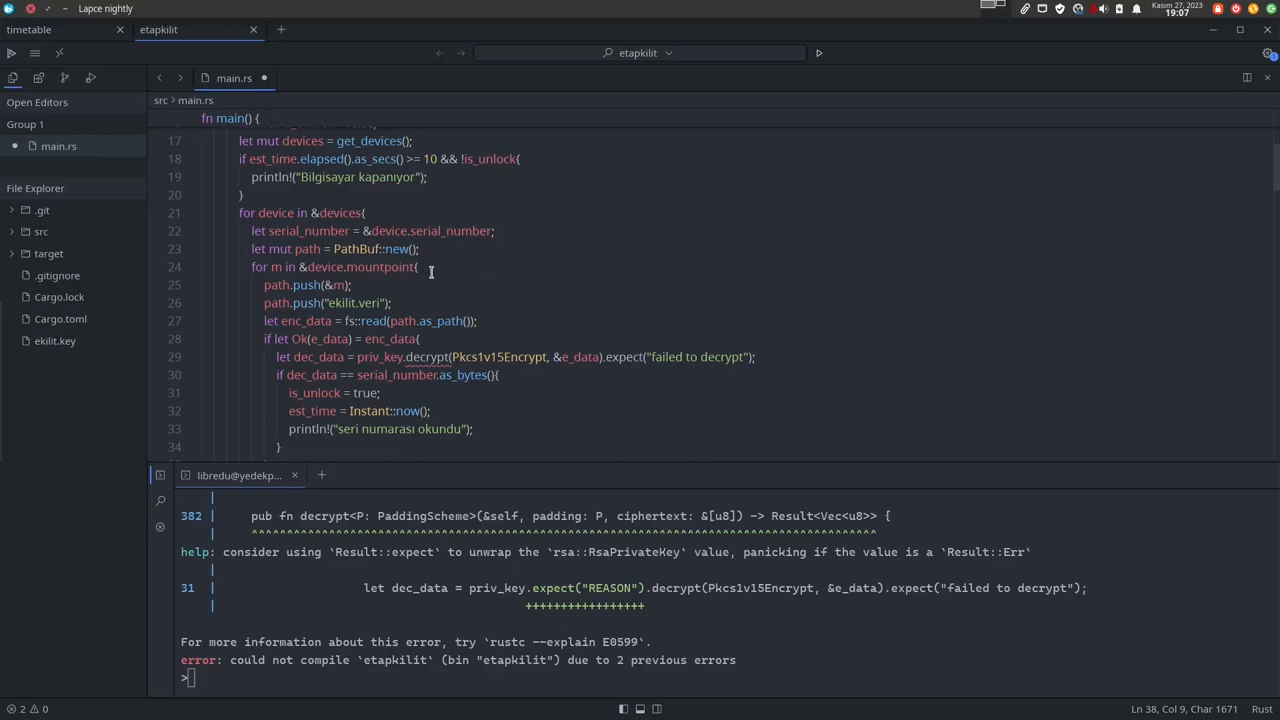 Lapce nightly
Kasım 27, 2023
19:07
timetable
etapkilit
etapkilit
main.rs
Open Editors
Group 1
main.rs
File Explorer
.git
src
target
.gitignore
Cargo.lock
Cargo.toml
ekilit.key
src
main.rs
fn main() {
17 let mut devices = get_devices();
18 if est_time.elapsed().as_secs() >= 10 && !is_unlock{
19 println!("Bilgisayar kapanıyor");
20 }
21 for device in &devices{
22 let serial_number = &device.serial_number;
23 let mut path = PathBuf::new();
24 for m in &device.mountpoint{
25 path.push(&m);
26 path.push("ekilit.veri");
27 let enc_data = fs::read(path.as_path());
28 if let Ok(e_data) = enc_data{
29 let dec_data = priv_key.decrypt(Pkcs1v15Encrypt, &e_data).expect("failed to decrypt");
30 if dec_data == serial_number.as_bytes(){
31 is_unlock = true;
32 est_time = Instant::now();
33 println!("seri numarası okundu");
34 }
libredu@yedekp...
|
382 | pub fn decrypt<P: PaddingScheme>(&self, padding: P, ciphertext: &[u8]) -> Result<Vec<u8>> {
| ^^^^^^^^^^^^^^^^^^^^^^^^^^^^^^^^^^^^^^^^^^^^^^^^^^^^^^^^^^^^^^^^^^^^^^^^^^^^^^^^^^^^^^^
help: consider using `Result::expect` to unwrap the `rsa::RsaPrivateKey` value, panicking if the value is a `Result::Err`
|
31 | let dec_data = priv_key.expect("REASON").decrypt(Pkcs1v15Encrypt, &e_data).expect("failed to decrypt");
| +++++++++++++++++
For more information about this error, try `rustc --explain E0599`.
error: could not compile `etapkilit` (bin "etapkilit") due to 2 previous errors
>
2 0
Ln 38, Col 9, Char 1671
Rust